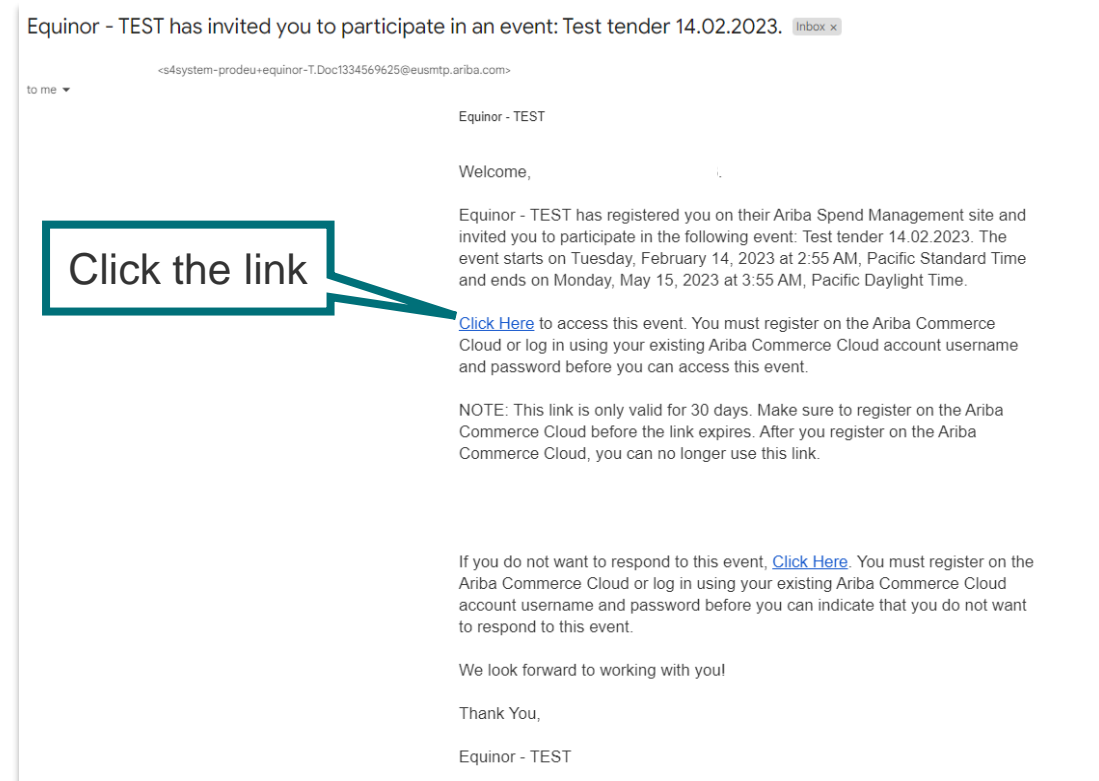 Equinor - TEST has invited you to participate in an event: Test tender 14.02.2023. Inbox x
<s4system-prodeu+equinor-T.Doc1334569625@eusmtp.ariba.com>
to me
Equinor - TEST
Welcome, .
Equinor - TEST has registered you on their Ariba Spend Management site and
invited you to participate in the following event: Test tender 14.02.2023. The
event starts on Tuesday, February 14, 2023 at 2:55 AM, Pacific Standard Time
and ends on Monday, May 15, 2023 at 3:55 AM, Pacific Daylight Time.
Click the link
Click Here to access this event. You must register on the Ariba Commerce
Cloud or log in using your existing Ariba Commerce Cloud account username
and password before you can access this event.
NOTE: This link is only valid for 30 days. Make sure to register on the Ariba
Commerce Cloud before the link expires. After you register on the Ariba
Commerce Cloud, you can no longer use this link.
If you do not want to respond to this event, Click Here. You must register on the
Ariba Commerce Cloud or log in using your existing Ariba Commerce Cloud
account username and password before you can indicate that you do not want
to respond to this event.
We look forward to working with you!
Thank You,
Equinor - TEST